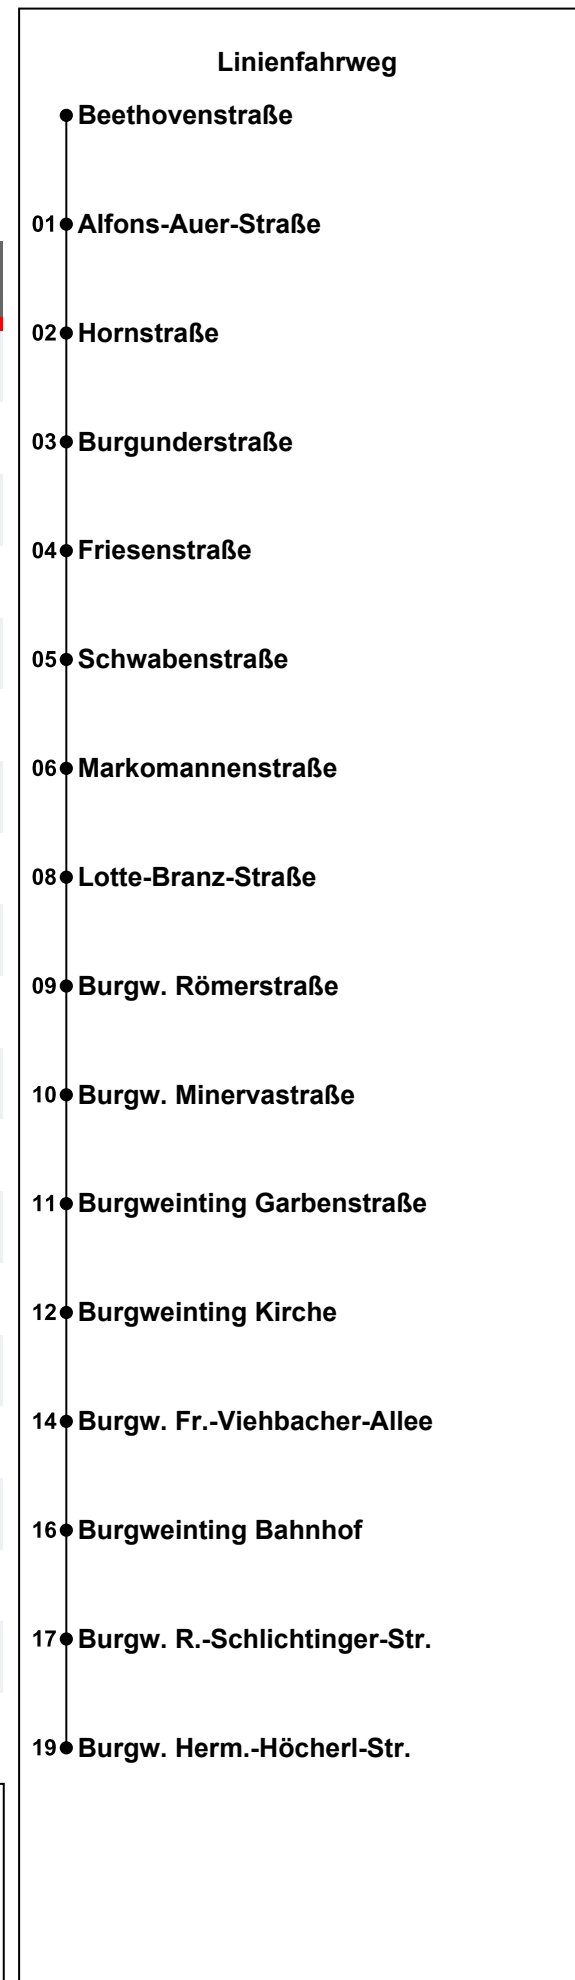 Linienfahrweg
Beethovenstraße
01 Alfons-Auer-Straße
02 Hornstraße
03 Burgunderstraße
04 Friesenstraße
05 Schwabenstraße
06 Markomannenstraße
08 Lotte-Branz-Straße
09 Burgw. Römerstraße
10 Burgw. Minervastraße
11 Burgweinting Garbenstraße
12 Burgweinting Kirche
14 Burgw. Fr.-Viehbacher-Allee
16 Burgweinting Bahnhof
17 Burgw. R.-Schlichtinger-Str.
19 Burgw. Herm.-Höcherl-Str.